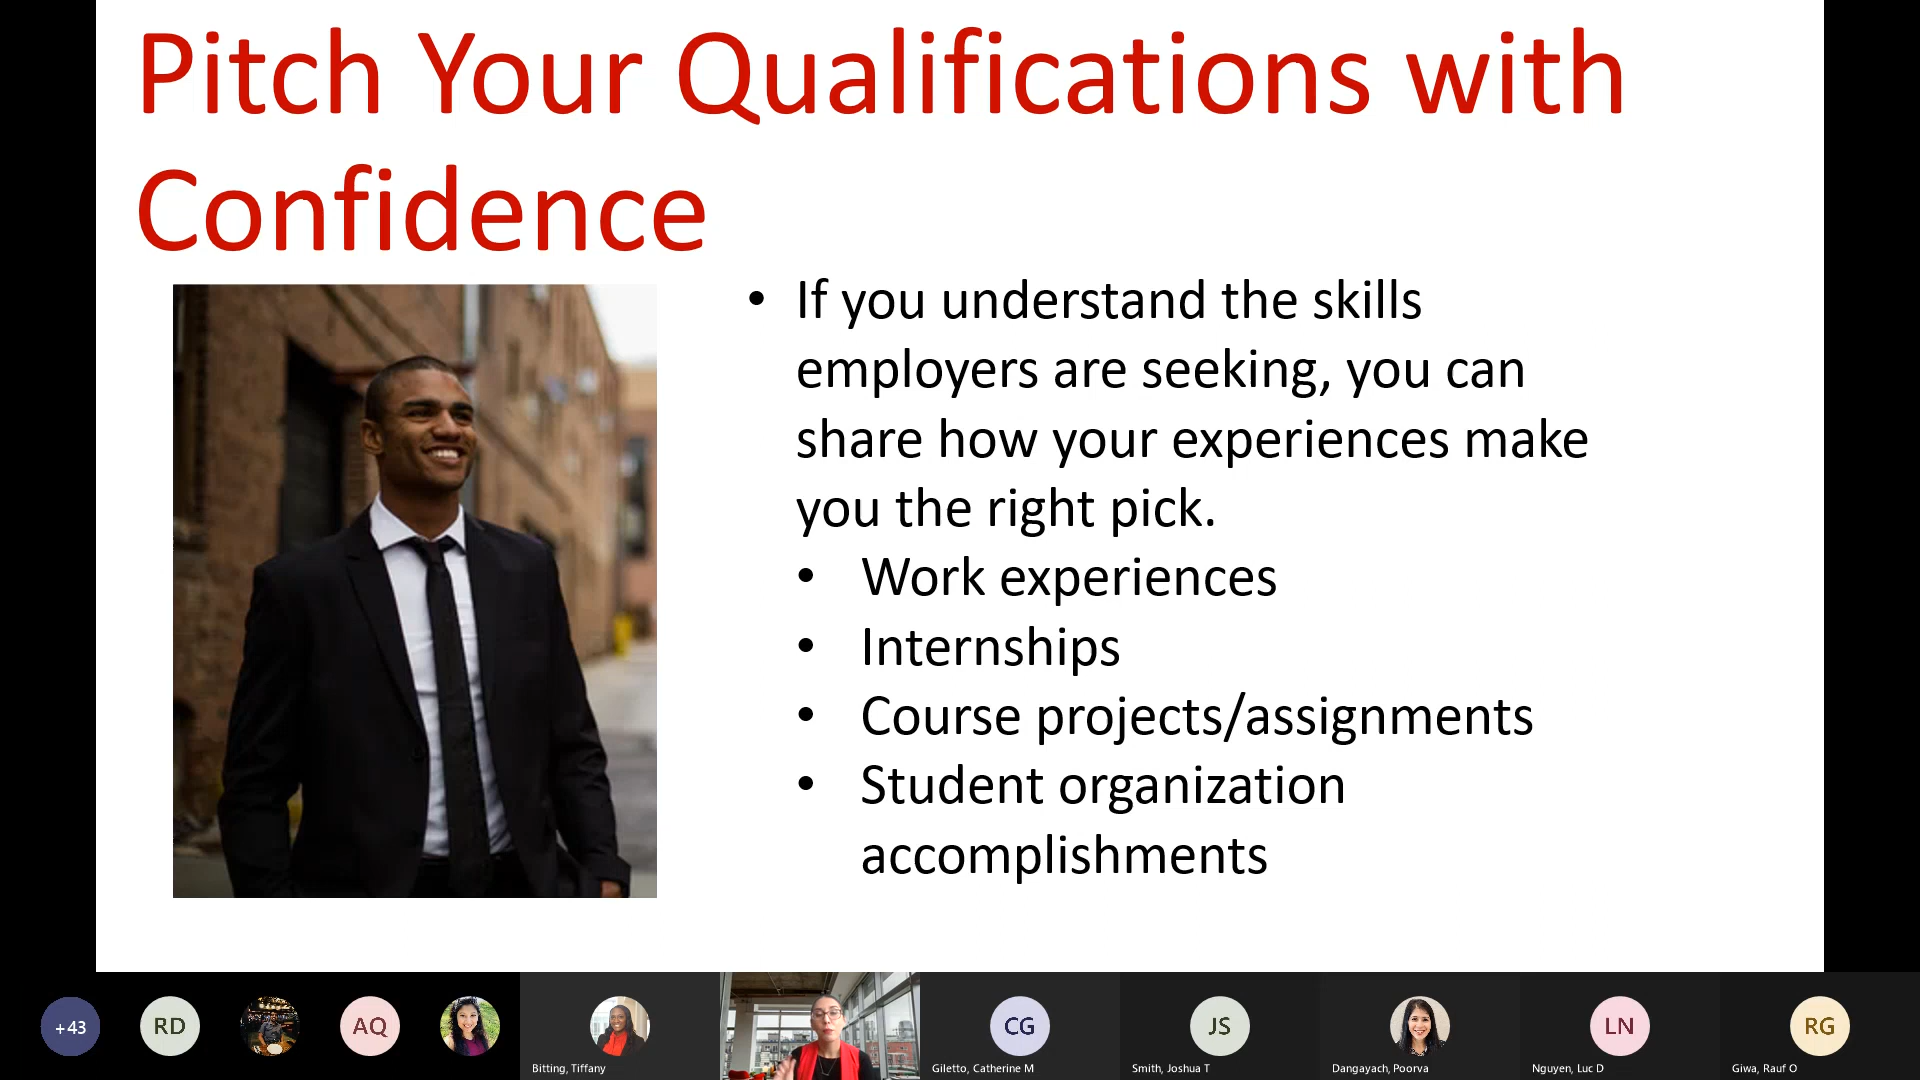 Pitch Your Qualifications with
Confidence
• If you understand the skills
employers are seeking, you can
share how your experiences make
you the right pick.
• Work experiences
• Internships
• Course projects/assignments
• Student organization
accomplishments
+43
RD
AQ
Bitting, Tiffany
CG
Giletto, Catherine M
JS
Smith, Joshua T
Dangayach, Poorva
LN
Nguyen, Luc D
RG
Giwa, Rauf O